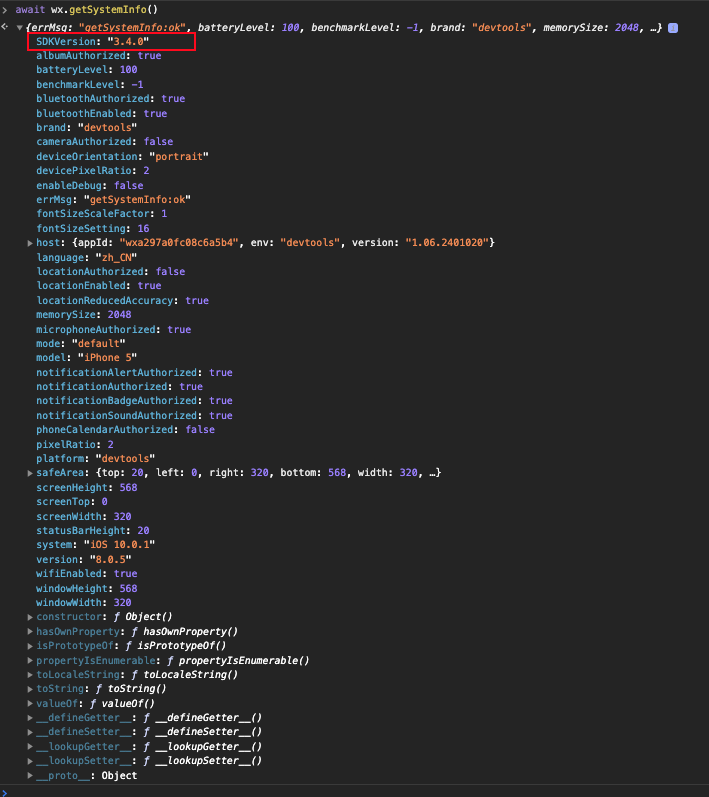 await wx.getSystemInfo()
{errMsg: "getSystemInfo:ok", batteryLevel: 100, benchmarkLevel: -1, brand: "devtools", memorySize: 2048, …}
SDKVersion: "3.4.0"
albumAuthorized: true
batteryLevel: 100
benchmarkLevel: -1
bluetoothAuthorized: true
bluetoothEnabled: true
brand: "devtools"
cameraAuthorized: false
deviceOrientation: "portrait"
devicePixelRatio: 2
enableDebug: false
errMsg: "getSystemInfo:ok"
fontSizeScaleFactor: 1
fontSizeSetting: 16
host: {appId: "wxa297a0fc08c6a5b4", env: "devtools", version: "1.06.2401020"}
language: "zh_CN"
locationAuthorized: false
locationEnabled: true
locationReducedAccuracy: true
memorySize: 2048
microphoneAuthorized: true
mode: "default"
model: "iPhone 5"
notificationAlertAuthorized: true
notificationAuthorized: true
notificationBadgeAuthorized: true
notificationSoundAuthorized: true
phoneCalendarAuthorized: false
pixelRatio: 2
platform: "devtools"
safeArea: {top: 20, left: 0, right: 320, bottom: 568, width: 320, …}
screenHeight: 568
screenTop: 0
screenWidth: 320
statusBarHeight: 20
system: "iOS 10.0.1"
version: "8.0.5"
wifiEnabled: true
windowHeight: 568
windowWidth: 320
constructor: ƒ Object()
hasOwnProperty: ƒ hasOwnProperty()
isPrototypeOf: ƒ isPrototypeOf()
propertyIsEnumerable: ƒ propertyIsEnumerable()
toLocaleString: ƒ toLocaleString()
toString: ƒ toString()
valueOf: ƒ valueOf()
__defineGetter__: ƒ __defineGetter__()
__defineSetter__: ƒ __defineSetter__()
__lookupGetter__: ƒ __lookupGetter__()
__lookupSetter__: ƒ __lookupSetter__()
__proto__: Object